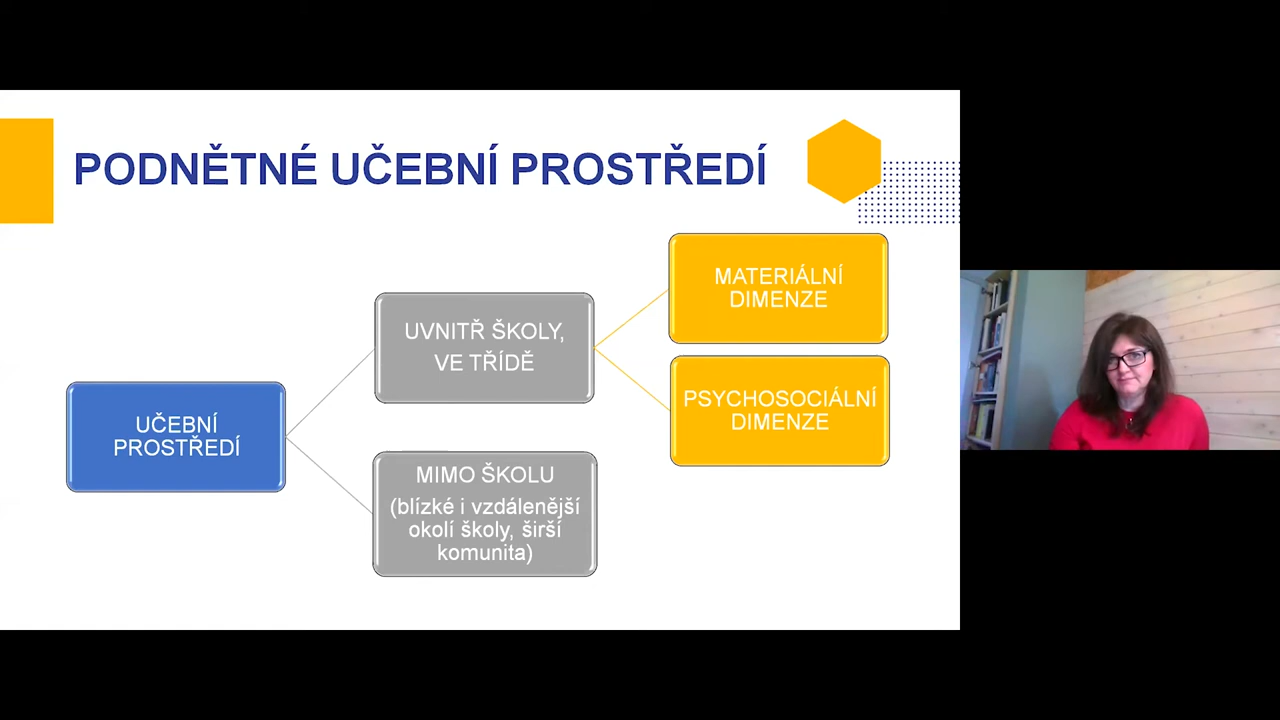 PODNĚTNÉ UČEBNÍ PROSTŘEDÍ
UČEBNÍ
PROSTŘEDÍ
UVNITŘ ŠKOLY,
VE TŘÍDĚ
MIMO ŠKOLU
(blízké i vzdálenější
okolí školy, širší
komunita)
MATERIÁLNÍ
DIMENZE
PSYCHOSOCIÁLNÍ
DIMENZE